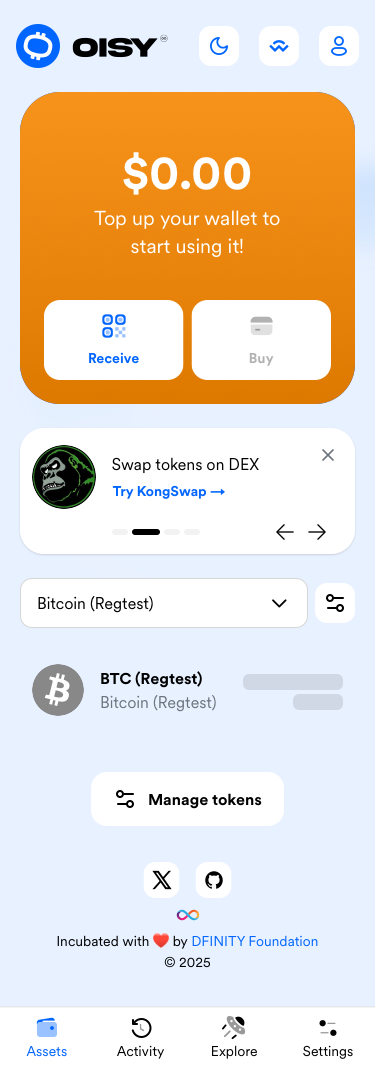 OISY
$0.00
Top up your wallet to
start using it!
Receive
Buy
Swap tokens on DEX
Try KongSwap →
Bitcoin (Regtest)
BTC (Regtest)
Bitcoin (Regtest)
Manage tokens
Incubated with ❤️ by DFINITY Foundation
© 2025
Assets
Activity
Explore
Settings